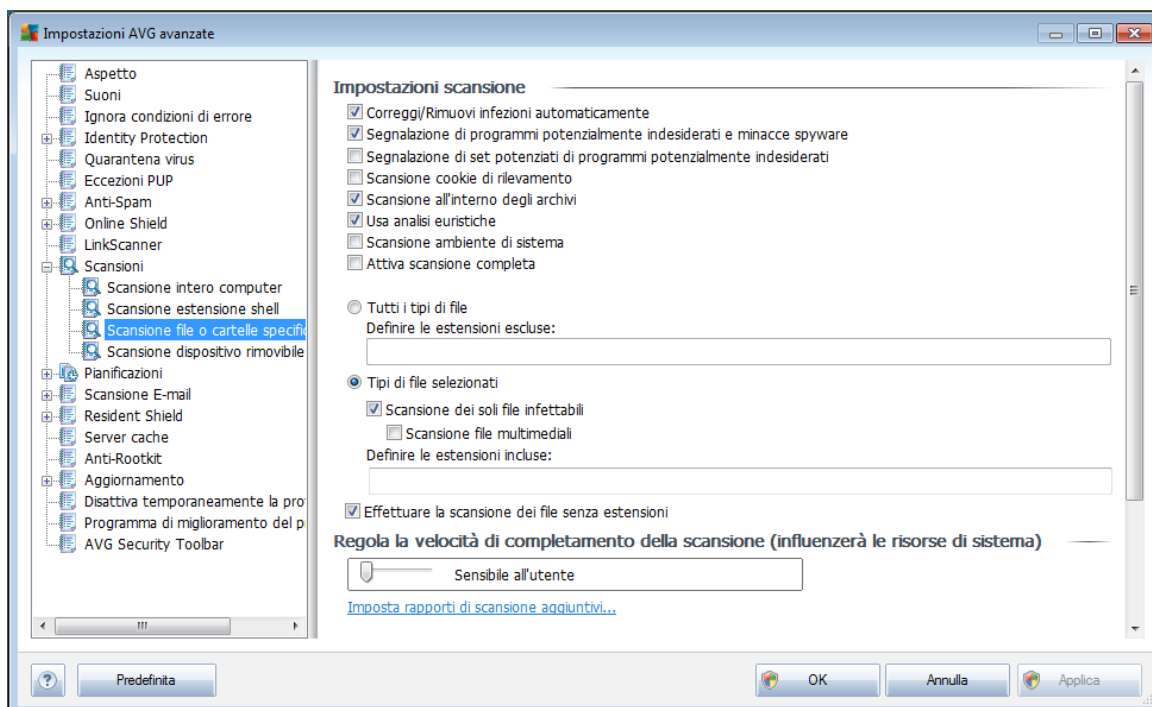 Impostazioni AVG avanzate
Aspetto
Suoni
Ignora condizioni di errore
Identity Protection
Quarantena virus
Eccezioni PUP
Anti-Spam
Online Shield
LinkScanner
Scansioni
Scansione intero computer
Scansione estensione shell
Scansione file o cartelle specific
Scansione dispositivo rimovibile
Pianificazioni
Scansione E-mail
Resident Shield
Server cache
Anti-Rootkit
Aggiornamento
Disattiva temporaneamente la pro
Programma di miglioramento del p
AVG Security Toolbar
Impostazioni scansione
Correggi/Rimuovi infezioni automaticamente
Segnalazione di programmi potenzialmente indesiderati e minacce spyware
Segnalazione di set potenziati di programmi potenzialmente indesiderati
Scansione cookie di rilevamento
Scansione all'interno degli archivi
Usa analisi euristiche
Scansione ambiente di sistema
Attiva scansione completa
Tutti i tipi di file
Definire le estensioni escluse:
Tipi di file selezionati
Scansione dei soli file infettabili
Scansione file multimediali
Definire le estensioni incluse:
Effettuare la scansione dei file senza estensioni
Regola la velocità di completamento della scansione (influenzerà le risorse di sistema)
Sensibile all'utente
Imposta rapporti di scansione aggiuntivi...
? Predefinita OK Annulla Applica